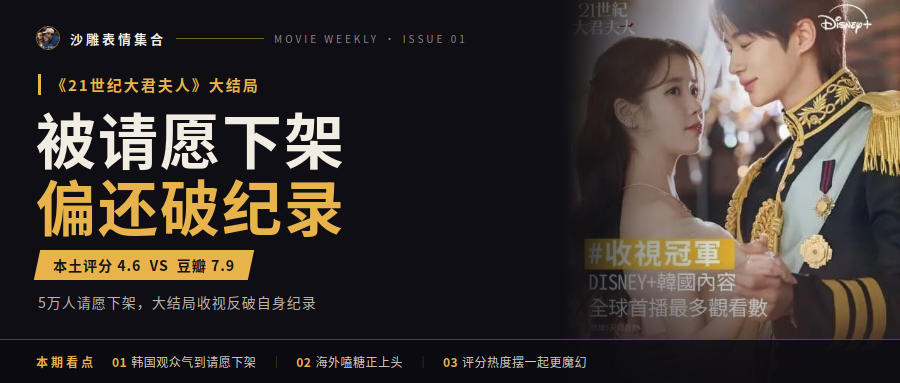 沙雕表情集合
MOVIE WEEKLY · ISSUE 01
《21世纪大君夫人》大结局
被请愿下架
偏还破纪录
本土评分 4.6 VS 豆瓣 7.9
5万人请愿下架，大结局收视反破自身纪录
21世紀
大君夫人
Disney+
#收視冠軍
DISNEY+韓國內容
全球首播最多觀看數
本期看点 01 韩国观众气到请愿下架 02 海外嗑糖正上头 03 评分热度摆一起更魔幻